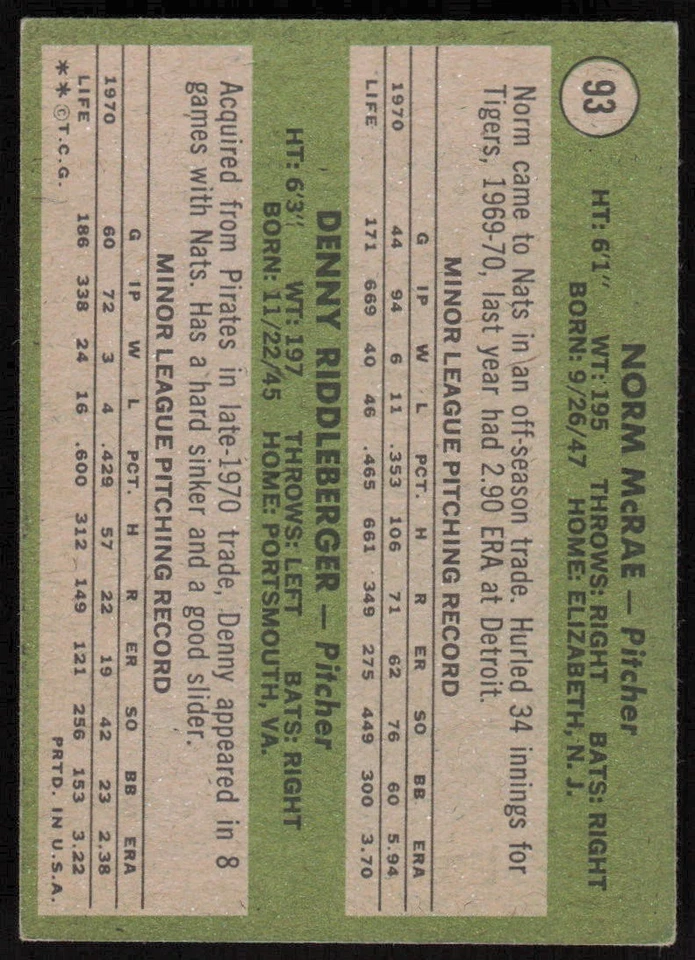 93
NORM McRAE — Pitcher
HT: 6'1" WT: 195 THROWS: RIGHT BATS: RIGHT
BORN: 9/26/47 HOME: ELIZABETH, N. J.
Norm came to Nats in an off-season trade. Hurled 34 innings for
Tigers, 1969-70, last year had 2.90 ERA at Detroit.
MINOR LEAGUE PITCHING RECORD
G IP W L PCT. H R ER SO BB ERA
1970 44 94 6 11 .353 106 71 62 76 60 5.94
LIFE 171 669 40 46 .465 661 349 275 449 300 3.70
DENNY RIDDLEBERGER — Pitcher
HT: 6'3" WT: 197 THROWS: LEFT BATS: RIGHT
BORN: 11/22/45 HOME: PORTSMOUTH, VA.
Acquired from Pirates in late-1970 trade, Denny appeared in 8
games with Nats. Has a hard sinker and a good slider.
MINOR LEAGUE PITCHING RECORD
G IP W L PCT. H R ER SO BB ERA
1970 60 72 3 4 .429 57 22 19 42 23 2.38
LIFE 186 338 24 16 .600 312 149 121 256 153 3.22
**©T.C.G. PRTD. IN U.S.A.